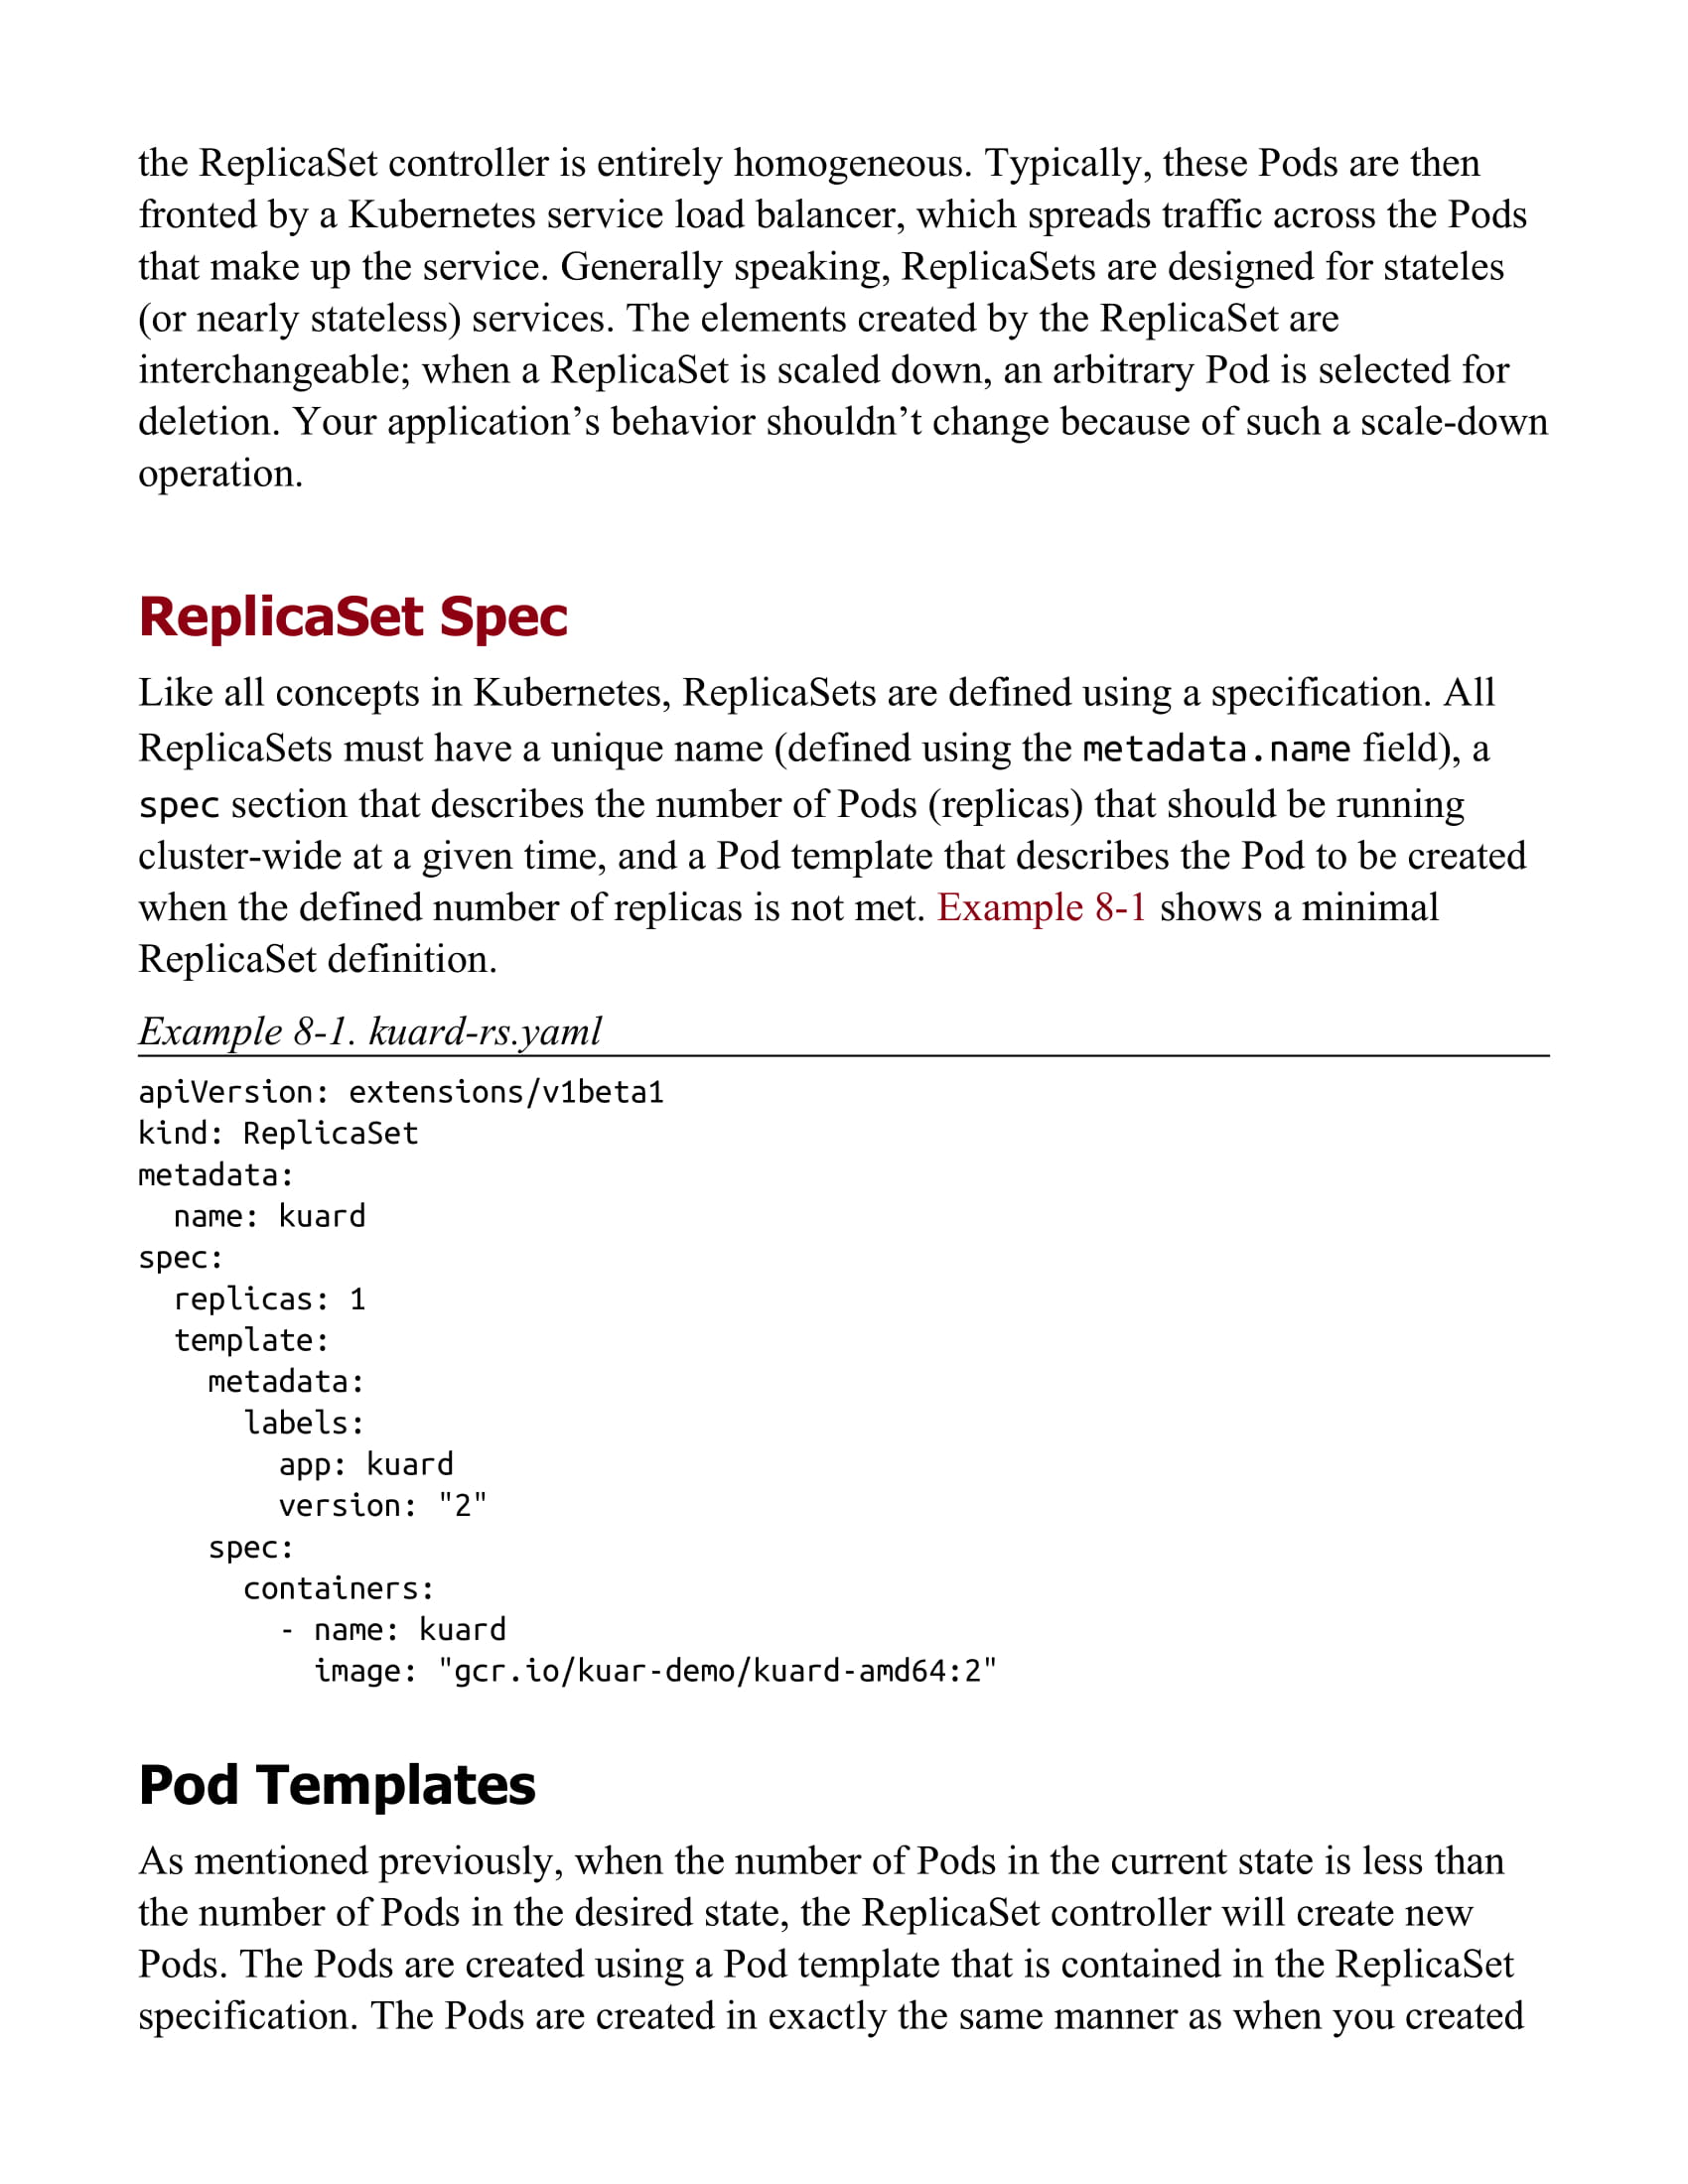 the ReplicaSet controller is entirely homogeneous. Typically, these Pods are then
fronted by a Kubernetes service load balancer, which spreads traffic across the Pods
that make up the service. Generally speaking, ReplicaSets are designed for stateles
(or nearly stateless) services. The elements created by the ReplicaSet are
interchangeable; when a ReplicaSet is scaled down, an arbitrary Pod is selected for
deletion. Your application’s behavior shouldn’t change because of such a scale-down
operation.
ReplicaSet Spec
Like all concepts in Kubernetes, ReplicaSets are defined using a specification. All
ReplicaSets must have a unique name (defined using the metadata.name field), a
spec section that describes the number of Pods (replicas) that should be running
cluster-wide at a given time, and a Pod template that describes the Pod to be created
when the defined number of replicas is not met. Example 8-1 shows a minimal
ReplicaSet definition.
Example 8-1. kuard-rs.yaml
apiVersion: extensions/v1beta1
kind: ReplicaSet
metadata:
  name: kuard
spec:
  replicas: 1
  template:
    metadata:
      labels:
        app: kuard
        version: "2"
    spec:
      containers:
        - name: kuard
          image: "gcr.io/kuar-demo/kuard-amd64:2"
Pod Templates
As mentioned previously, when the number of Pods in the current state is less than
the number of Pods in the desired state, the ReplicaSet controller will create new
Pods. The Pods are created using a Pod template that is contained in the ReplicaSet
specification. The Pods are created in exactly the same manner as when you created